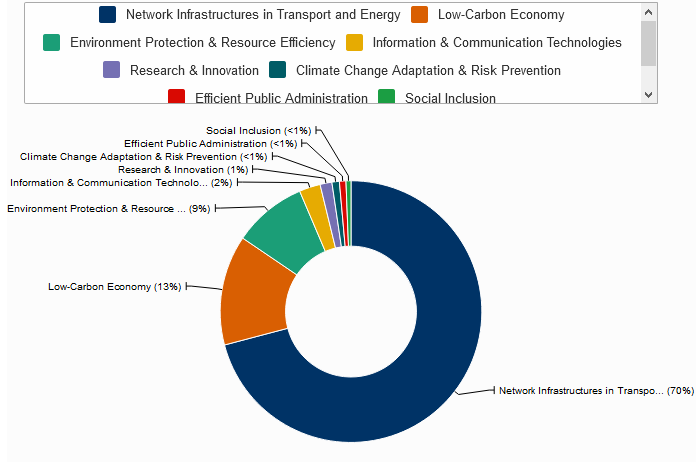 Network Infrastructures in Transport and Energy Low-Carbon Economy
Environment Protection & Resource Efficiency Information & Communication Technologies
Research & Innovation Climate Change Adaptation & Risk Prevention
Efficient Public Administration Social Inclusion
Social Inclusion (<1%)
Efficient Public Administration (<1%)
Climate Change Adaptation & Risk Prevention (<1%)
Research & Innovation (1%)
Information & Communication Technolo... (2%)
Environment Protection & Resource ... (9%)
Low-Carbon Economy (13%)
Network Infrastructures in Transpo... (70%)